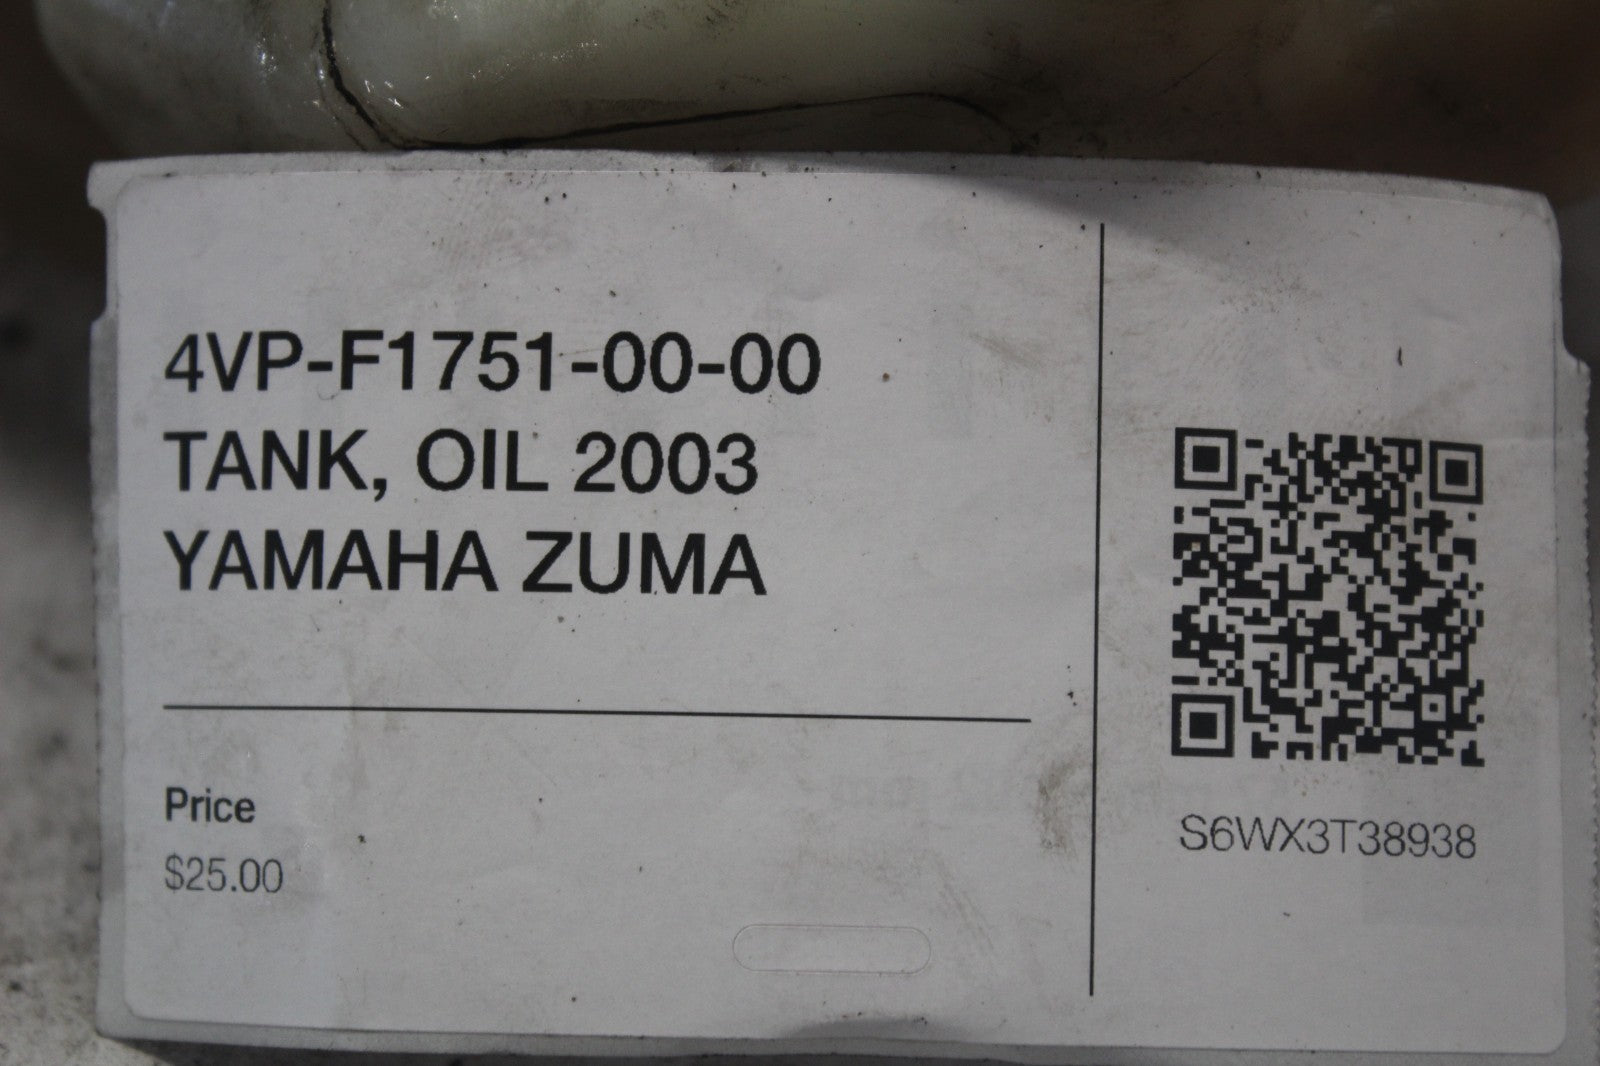 4VP-F1751-00-00
TANK, OIL 2003
YAMAHA ZUMA
Price
$25.00
S6WX3T38938